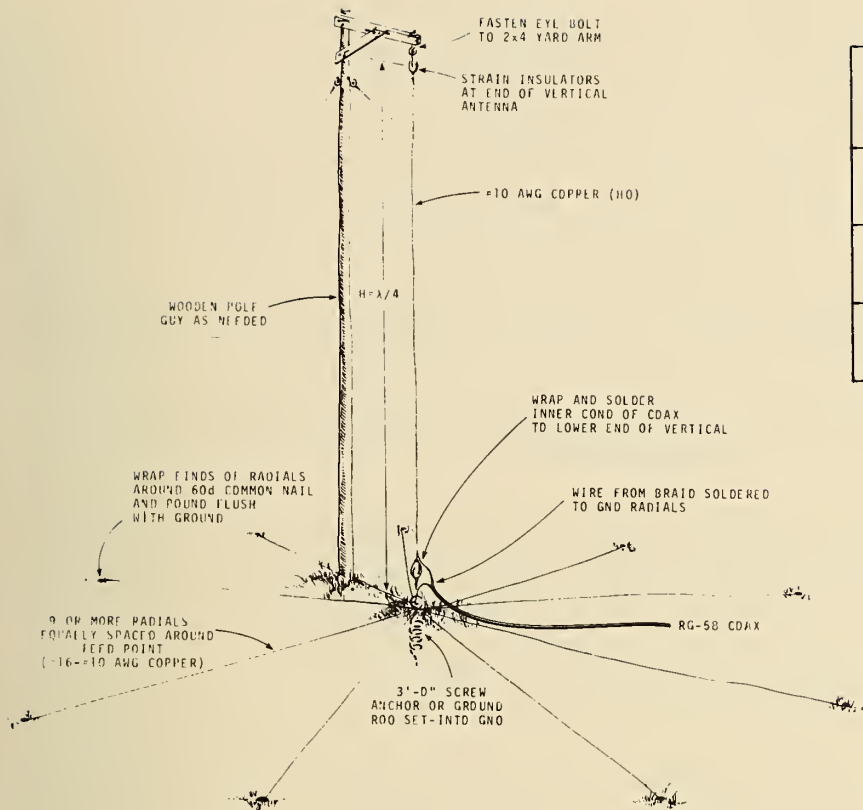 FASTEN EYE BOLT
TO 2x4 YARD ARM
STRAIN INSULATORS
AT END OF VERTICAL
ANTENNA
=10 AWG COPPER (HD)
H=λ/4
WOODEN POLE
GUY AS NEEDED
WRAP AND SOLDER
INNER COND OF COAX
TO LOWER END OF VERTICAL
WRAP ENDS OF RADIALS
AROUND 60d COMMON NAIL
AND POUND FLUSH
WITH GROUND
WIRE FROM BRAID SOLDERED
TO GND RADIALS
9 OR MORE RADIALS
EQUALLY SPACED AROUND
FEED POINT
(=16-=10 AWG COPPER)
RG-58 COAX
3'-0" SCREW
ANCHOR OR GROUND
ROD SET-INTO GND